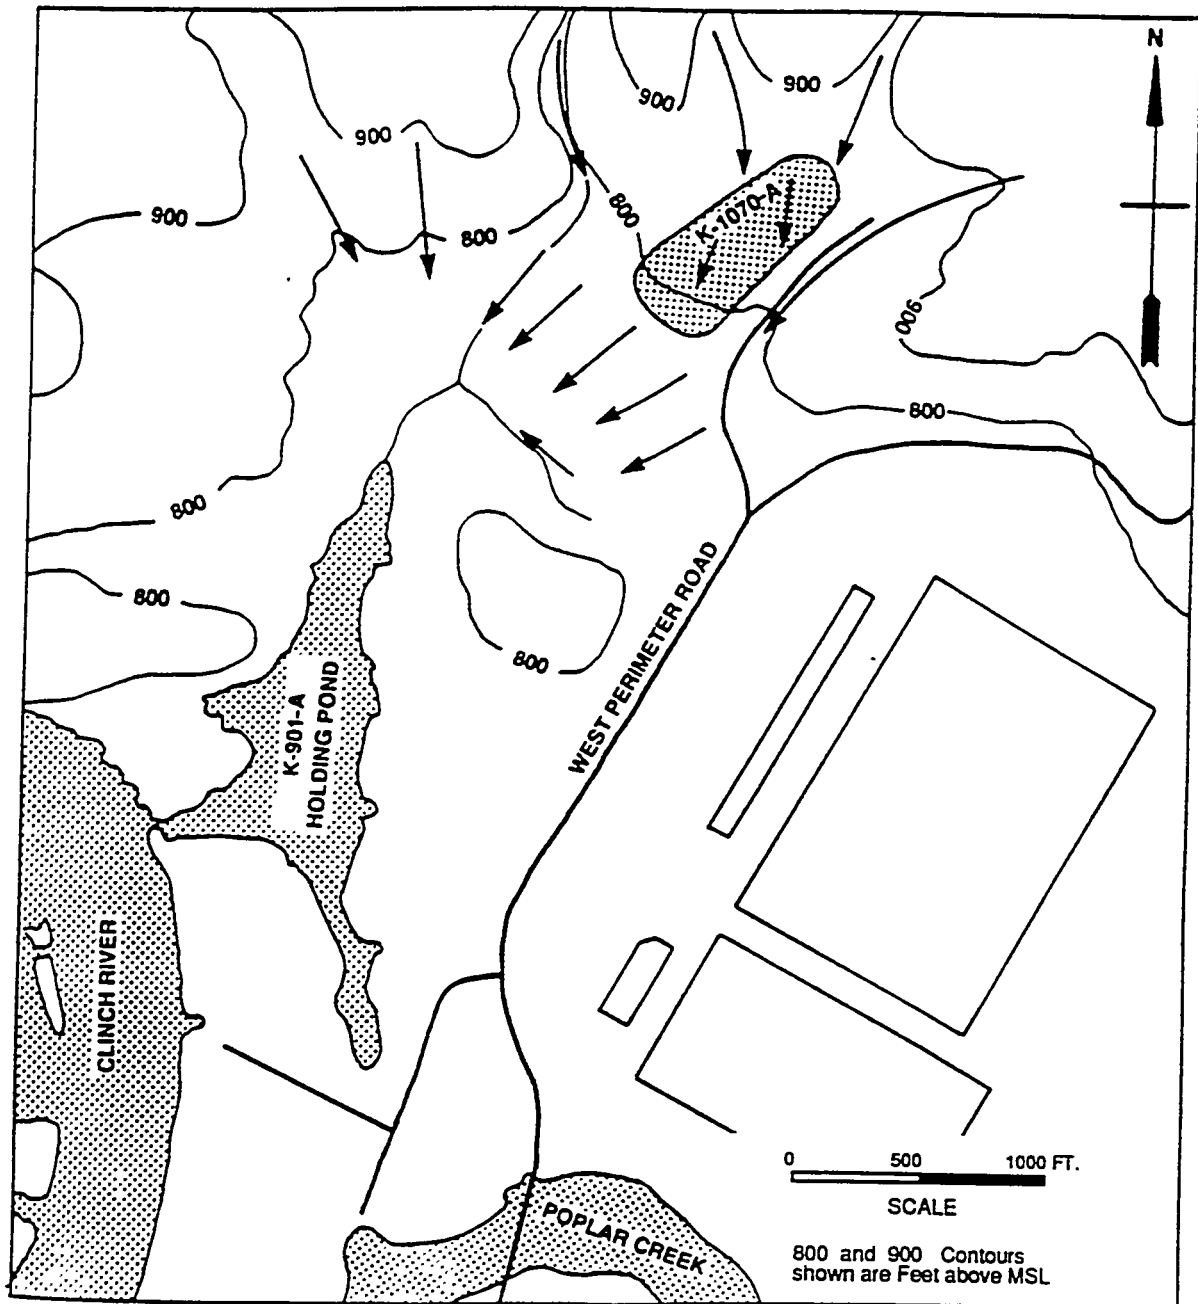 N
900
900
900
900
800
K-1070-A
800
900
800
800
800
800
WEST PERIMETER ROAD
K-901-A
HOLDING POND
CLINCH RIVER
POPLAR CREEK
0 500 1000 FT.
SCALE
800 and 900 Contours
shown are Feet above MSL